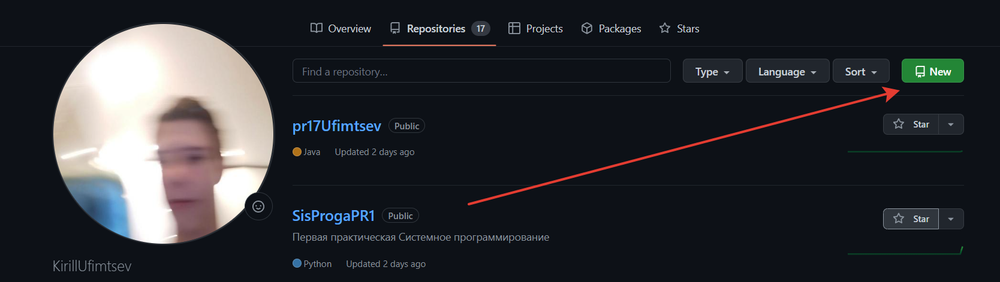 Overview Repositories 17 Projects Packages Stars
Find a repository... Type Language Sort New
pr17Ufimtsev Public Star
Java Updated 2 days ago
SisProgaPR1 Public Star
Первая практическая Системное программирование
Python Updated 2 days ago
KirillUfimtsev